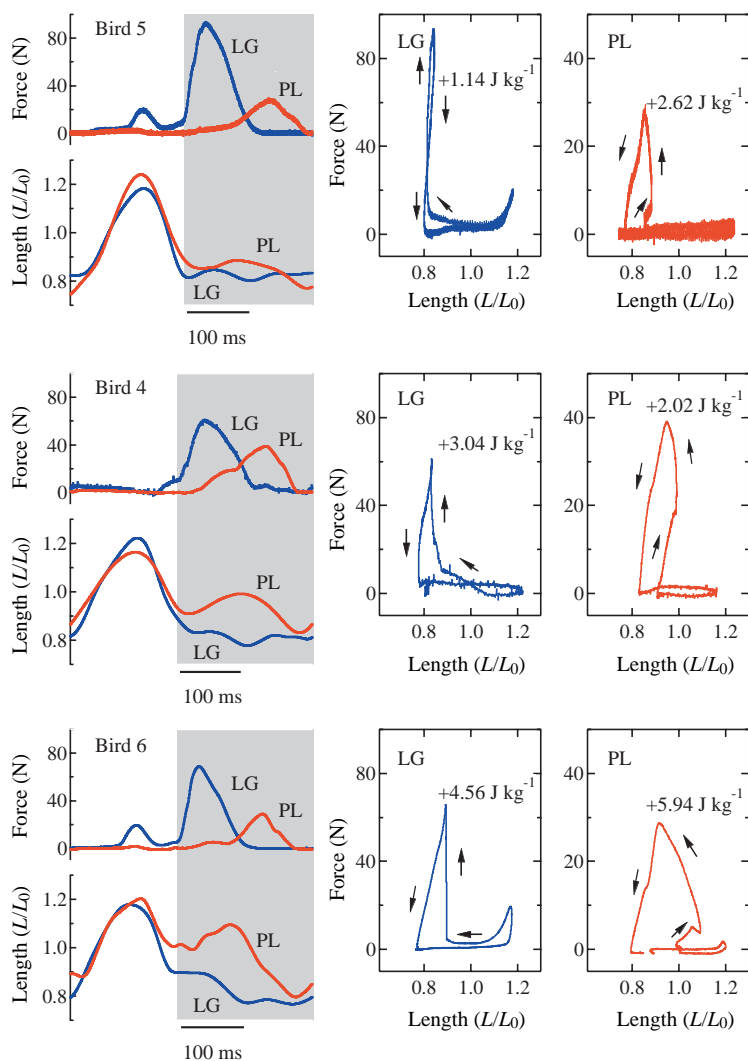 Bird 5
LG
PL
Force (N)
80
40
0
Length (L/L0)
1.2
1.0
0.8
PL
LG
100 ms
LG
+1.14 J kg-1
Force (N)
80
60
40
20
0
0.8 1.0 1.2
Length (L/L0)
PL
+2.62 J kg-1
40
20
0
0.8 1.0 1.2
Length (L/L0)
Bird 4
LG
PL
Force (N)
80
40
0
Length (L/L0)
1.2
1.0
0.8
PL
LG
100 ms
LG
+3.04 J kg-1
Force (N)
80
60
40
20
0
0.8 1.0 1.2
Length (L/L0)
PL
+2.02 J kg-1
40
20
0
0.8 1.0 1.2
Length (L/L0)
Bird 6
LG
PL
Force (N)
80
40
0
Length (L/L0)
1.2
1.0
0.8
PL
LG
100 ms
LG
+4.56 J kg-1
Force (N)
80
60
40
20
0
0.8 1.0 1.2
Length (L/L0)
PL
+5.94 J kg-1
40
20
0
0.8 1.0 1.2
Length (L/L0)